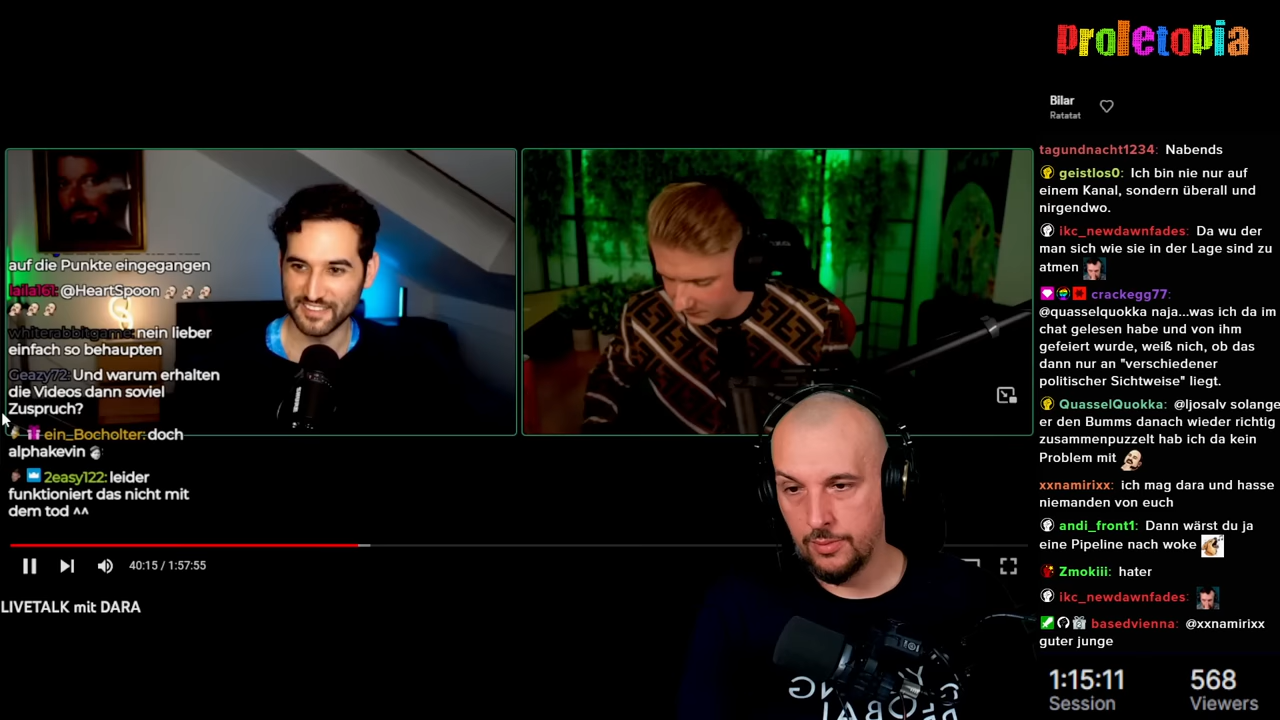 proletopia
Bilar
Ratatat
tagundnacht1234: Nabends
geistlos0: Ich bin nie nur auf
einem Kanal, sondern überall und
nirgendwo.
ikc_newdawnfades: Da wu der
man sich wie sie in der Lage sind zu
atmen
crackegg77:
@quasselquokka naja...was ich da im
chat gelesen habe und von ihm
gefeiert wurde, weiß nich, ob das
dann nur an "verschiedener
politischer Sichtweise" liegt.
QuasselQuokka: @ljosalv solange
er den Bumms danach wieder richtig
zusammenpuzzelt hab ich da kein
Problem mit
xxnamirixx: ich mag dara und hasse
niemanden von euch
andi_front1: Dann wärst du ja
eine Pipeline nach woke
Zmokiii: hater
ikc_newdawnfades:
basedvienna: @xxnamirixx
guter junge
1:15:11
Session
568
Viewers
auf die Punkte eingegangen
laila161: @HeartSpoon
whiterabbitgame: nein lieber
einfach so behaupten
Geazy72: Und warum erhalten
die Videos dann soviel
Zuspruch?
ein_Bocholter: doch
alphakevin
2easy122: leider
funktioniert das nicht mit
dem tod ^^
40:15 / 1:57:55
LIVETALK mit DARA